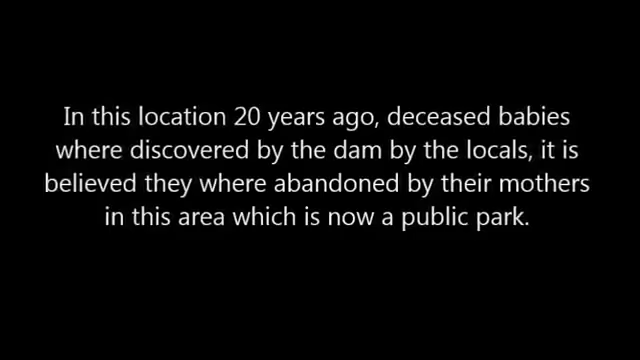 In this location 20 years ago, deceased babies
where discovered by the dam by the locals, it is
believed they where abandoned by their mothers
in this area which is now a public park.